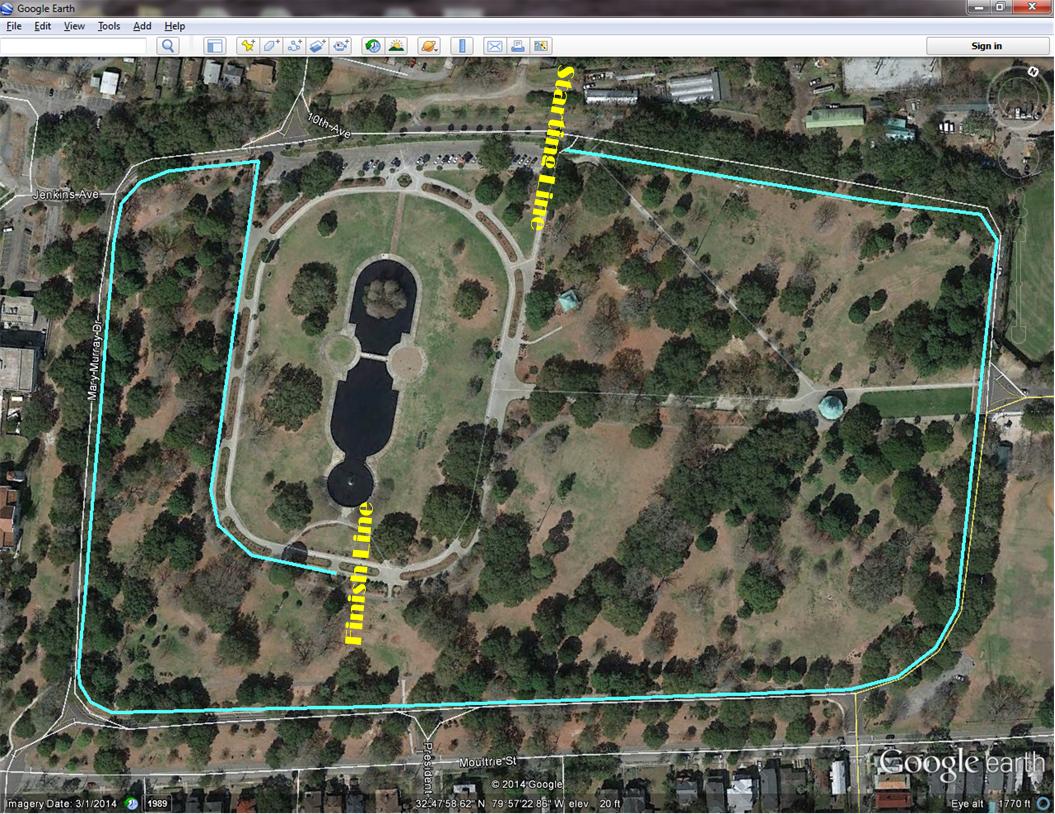 Google Earth
File Edit View Tools Add Help
Sign in
Starting Line
10th Ave
Jenkins Ave
Mary Murray Dr
Finish Line
President
Moultrie St
Google earth
© 2014 Google
Imagery Date: 3/1/2014 1989
32°47'58.62" N 79°57'22.86" W elev 20 ft
Eye alt 1770 ft